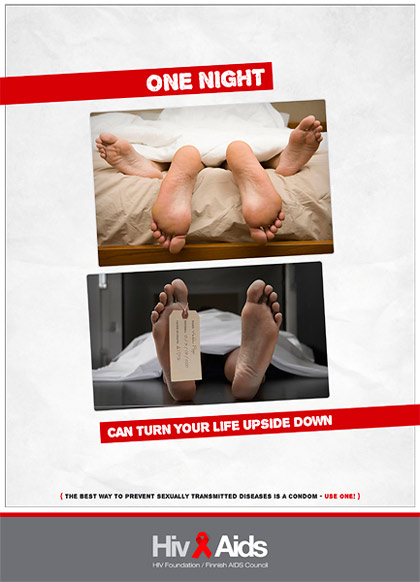 ONE NIGHT
CAN TURN YOUR LIFE UPSIDE DOWN
( THE BEST WAY TO PREVENT SEXUALLY TRANSMITTED DISEASES IS A CONDOM - USE ONE! )
Hiv Aids
HIV Foundation / Finnish AIDS Council